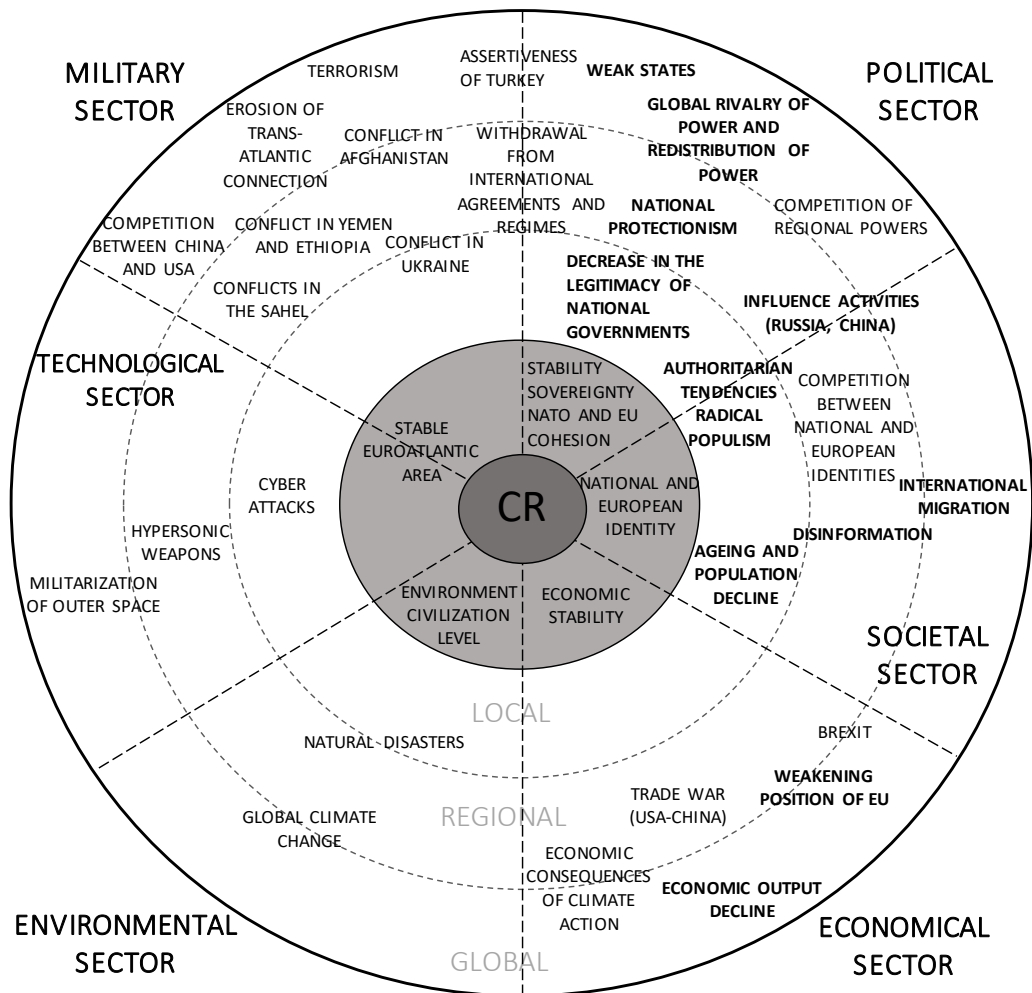 MILITARY
SECTOR
TERRORISM
ASSERTIVENESS
OF TURKEY
WEAK STATES
POLITICAL
SECTOR
EROSION OF
TRANS-
ATLANTIC
CONNECTION
CONFLICT IN
AFGHANISTAN
WITHDRAWAL
FROM
INTERNATIONAL
AGREEMENTS AND
REGIMES
GLOBAL RIVALRY OF
POWER AND
REDISTRIBUTION OF
POWER
COMPETITION
BETWEEN CHINA
AND USA
CONFLICT IN YEMEN
AND ETHIOPIA
CONFLICT IN
UKRAINE
NATIONAL
PROTECTIONISM
COMPETITION OF
REGIONAL POWERS
CONFLICTS IN
THE SAHEL
DECREASE IN THE
LEGITIMACY OF
NATIONAL
GOVERNMENTS
INFLUENCE ACTIVITIES
(RUSSIA, CHINA)
TECHNOLOGICAL
SECTOR
STABILITY
SOVEREIGNTY
NATO AND EU
COHESION
AUTHORITARIAN
TENDENCIES
RADICAL
POPULISM
COMPETITION
BETWEEN
NATIONAL AND
EUROPEAN
IDENTITIES
STABLE
EUROATLANTIC
AREA
CYBER
ATTACKS
CR
NATIONAL AND
EUROPEAN
IDENTITY
INTERNATIONAL
MIGRATION
HYPERSONIC
WEAPONS
DISINFORMATION
MILITARIZATION
OF OUTER SPACE
AGEING AND
POPULATION
DECLINE
ENVIRONMENT
CIVILIZATION
LEVEL
ECONOMIC
STABILITY
SOCIETAL
SECTOR
LOCAL
NATURAL DISASTERS
BREXIT
REGIONAL
TRADE WAR
(USA-CHINA)
WEAKENING
POSITION OF EU
GLOBAL CLIMATE
CHANGE
ECONOMIC
CONSEQUENCES
OF CLIMATE
ACTION
ECONOMIC OUTPUT
DECLINE
ENVIRONMENTAL
SECTOR
GLOBAL
ECONOMICAL
SECTOR